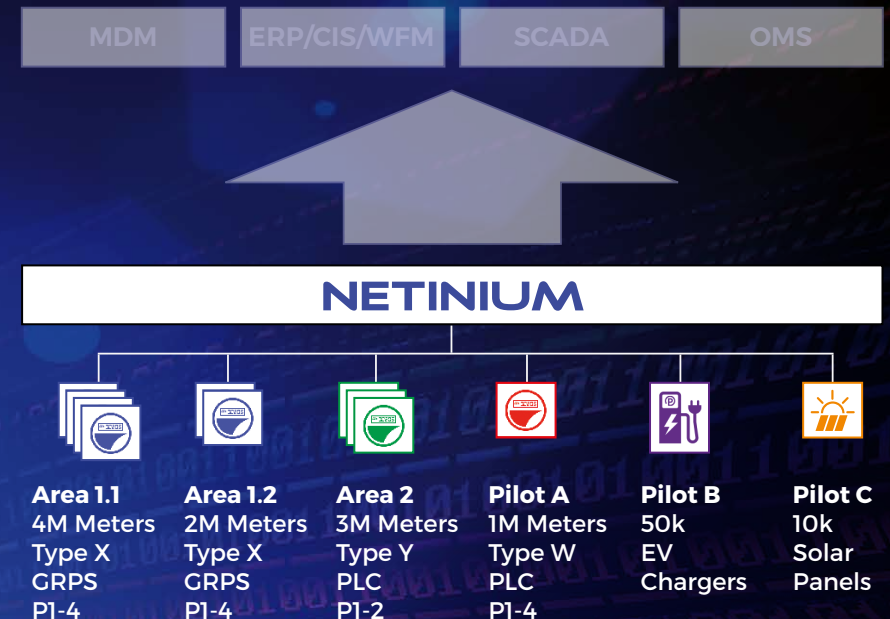 MDM
ERP/CIS/WFM
SCADA
OMS
NETINIUM
Area 1.1
4M Meters
Type X
GRPS
P1-4
Area 1.2
2M Meters
Type X
GRPS
P1-4
Area 2
3M Meters
Type Y
PLC
P1-2
Pilot A
1M Meters
Type W
PLC
P1-4
Pilot B
50k
EV
Chargers
Pilot C
10k
Solar
Panels